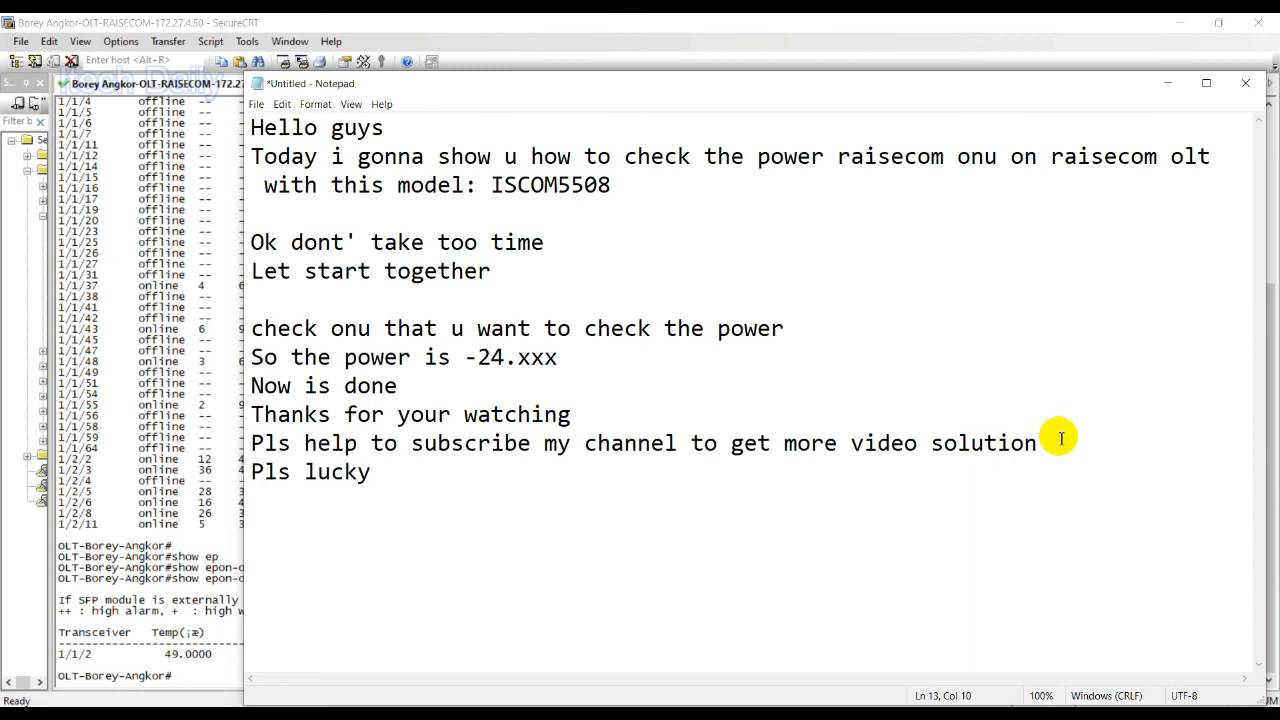 Borey Angkor-OLT-RAISECOM-172.27.4.50 - SecureCRT
File Edit View Options Transfer Script Tools Window Help
Enter host <Alt+R>
Borey Angkor-OLT-RAISECOM-172.27
Filter b
1/1/4 offline --
1/1/5 offline --
1/1/6 offline --
1/1/7 offline --
1/1/11 offline --
1/1/12 offline --
1/1/14 offline --
1/1/15 offline --
1/1/16 offline --
1/1/17 offline --
1/1/19 offline --
1/1/20 offline --
1/1/23 offline --
1/1/25 offline --
1/1/26 offline --
1/1/27 offline --
1/1/31 offline --
1/1/37 online 4
1/1/38 offline --
1/1/41 offline --
1/1/42 offline --
1/1/43 online 6
1/1/45 offline --
1/1/47 offline --
1/1/48 online 3
1/1/49 offline --
1/1/51 offline --
1/1/54 offline --
1/1/55 online 2
1/1/56 offline --
1/1/58 offline --
1/1/59 offline --
1/1/64 offline --
1/2/2 online 12
1/2/3 online 36
1/2/4 offline --
1/2/5 online 28
1/2/6 online 16
1/2/8 online 26
1/2/11 online 5
OLT-Borey-Angkor#
OLT-Borey-Angkor#show ep
OLT-Borey-Angkor#show epon-o
OLT-Borey-Angkor#show epon-o
If SFP module is externally
++ : high alarm, + : high w
Transceiver Temp(¡æ)
1/1/2 49.0000
OLT-Borey-Angkor#
Ready
*Untitled - Notepad
File Edit Format View Help
Hello guys
Today i gonna show u how to check the power raisecom onu on raisecom olt
with this model: ISCOM5508
Ok dont' take too time
Let start together
check onu that u want to check the power
So the power is -24.xxx
Now is done
Thanks for your watching
Pls help to subscribe my channel to get more video solution
Pls lucky
Ln 13, Col 10 100% Windows (CRLF) UTF-8